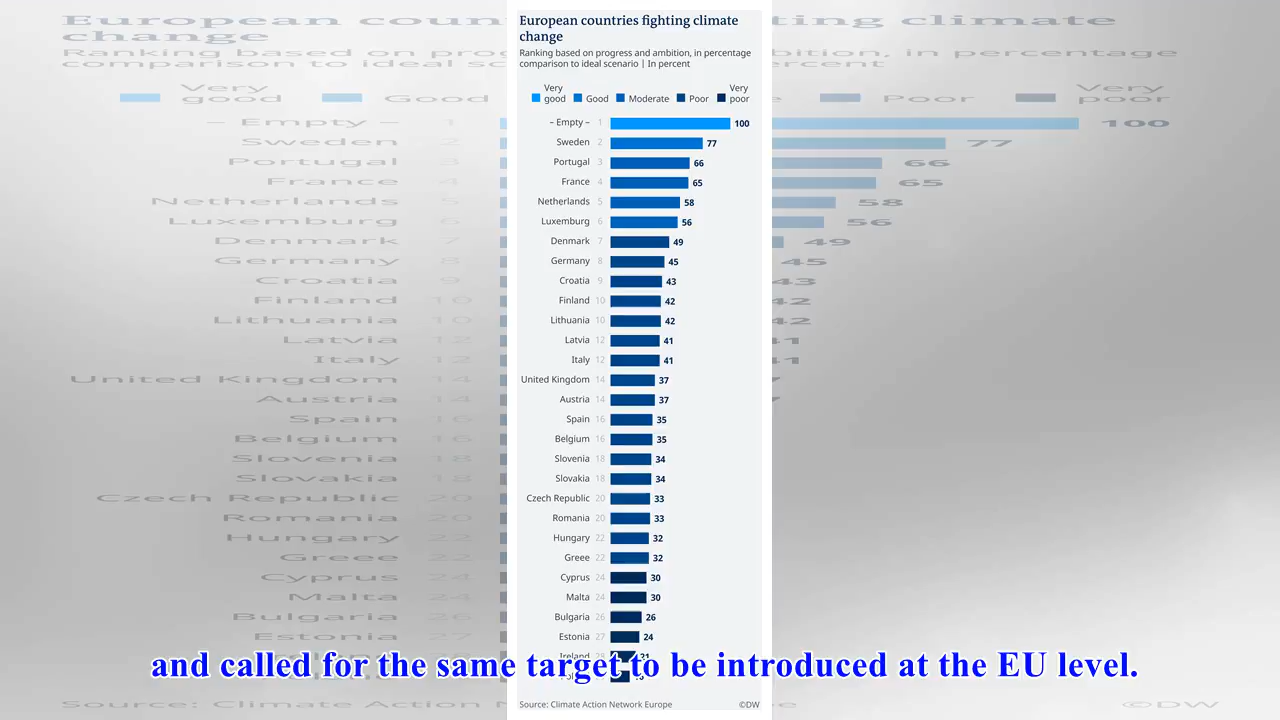 European countries fighting climate
change
Ranking based on progress and ambition, in percentage
comparison to ideal scenario | In percent
Very good
Good
Moderate
Poor
Very poor
– Empty – 1 100
Sweden 2 77
Portugal 3 66
France 4 65
Netherlands 5 58
Luxemburg 6 56
Denmark 7 49
Germany 8 45
Croatia 9 43
Finland 10 42
Lithuania 10 42
Latvia 12 41
Italy 12 41
United Kingdom 14 37
Austria 14 37
Spain 16 35
Belgium 16 35
Slovenia 18 34
Slovakia 18 34
Czech Republic 20 33
Romania 20 33
Hungary 22 32
Greee 22 32
Cyprus 24 30
Malta 24 30
Bulgaria 26 26
Estonia 27 24
Ireland 21
and called for the same target to be introduced at the EU level.
Source: Climate Action Network Europe ©DW